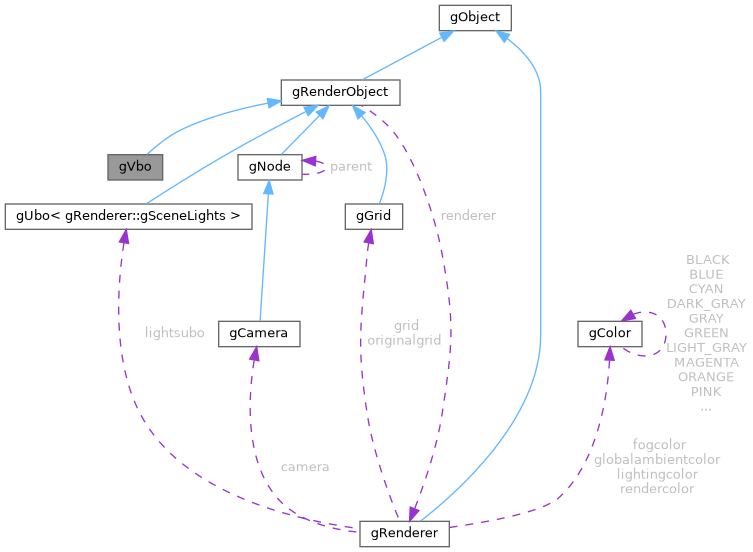 gObject
gRenderObject
gVbo
gNode
parent
gUbo< gRenderer::gSceneLights >
gGrid
renderer
BLACK
BLUE
CYAN
DARK_GRAY
GRAY
GREEN
LIGHT_GRAY
MAGENTA
ORANGE
PINK
...
lightsubo
gCamera
grid
originalgrid
gColor
camera
fogcolor
globalambientcolor
lightingcolor
rendercolor
gRenderer